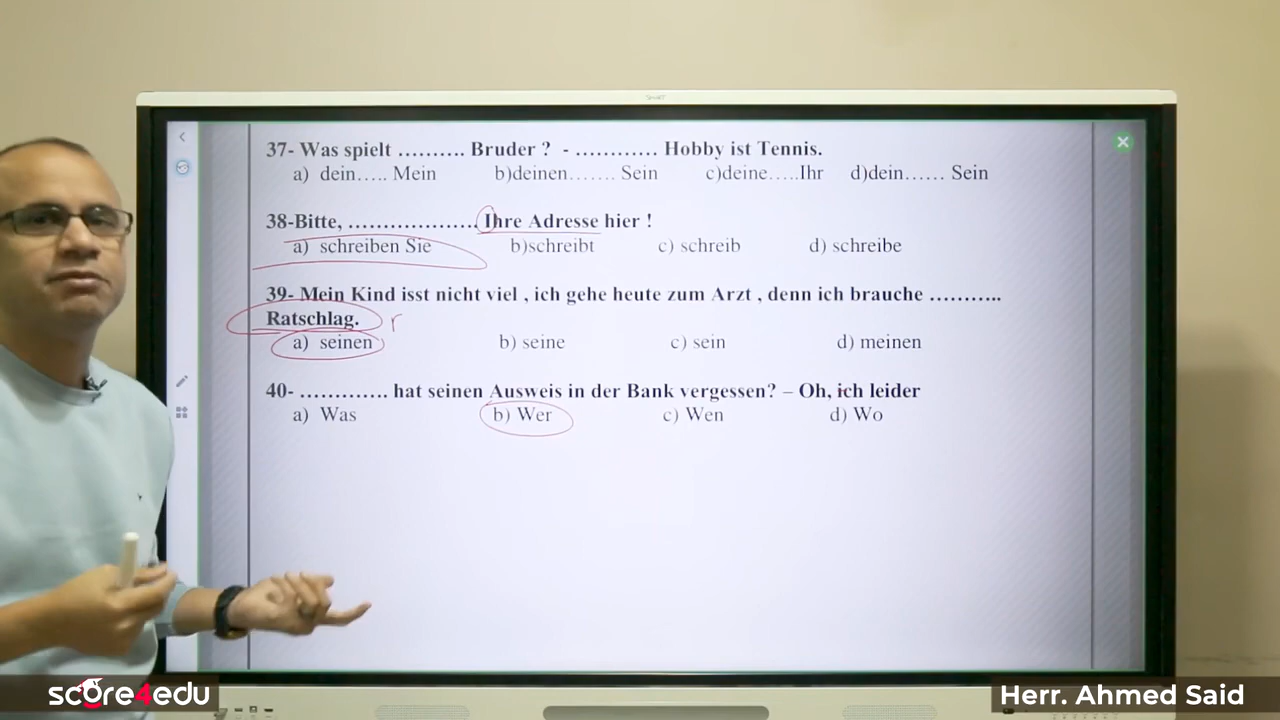 SMART
37- Was spielt .......... Bruder ? - ............ Hobby ist Tennis.
a) dein….. Mein b)deinen……. Sein c)deine…..Ihr d)dein…… Sein
38-Bitte, ................... Ihre Adresse hier !
a) schreiben Sie b)schreibt c) schreib d) schreibe
39- Mein Kind isst nicht viel , ich gehe heute zum Arzt , denn ich brauche ...........
Ratschlag. r
a) seinen b) seine c) sein d) meinen
40- ............. hat seinen Ausweis in der Bank vergessen? – Oh, ich leider
a) Was b) Wer c) Wen d) Wo
score4edu
Herr. Ahmed Said